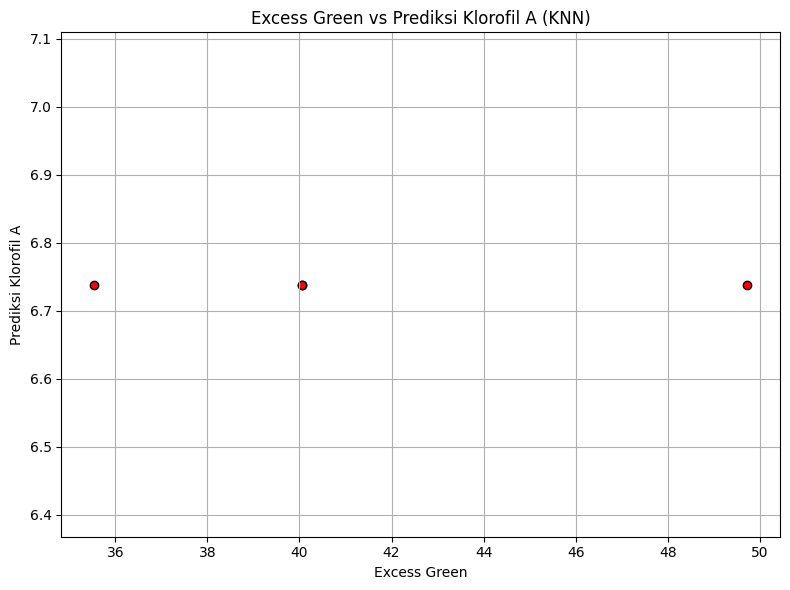 Excess Green vs Prediksi Klorofil A (KNN)
Prediksi Klorofil A
7.1
7.0
6.9
6.8
6.7
6.6
6.5
6.4
36 38 40 42 44 46 48 50
Excess Green